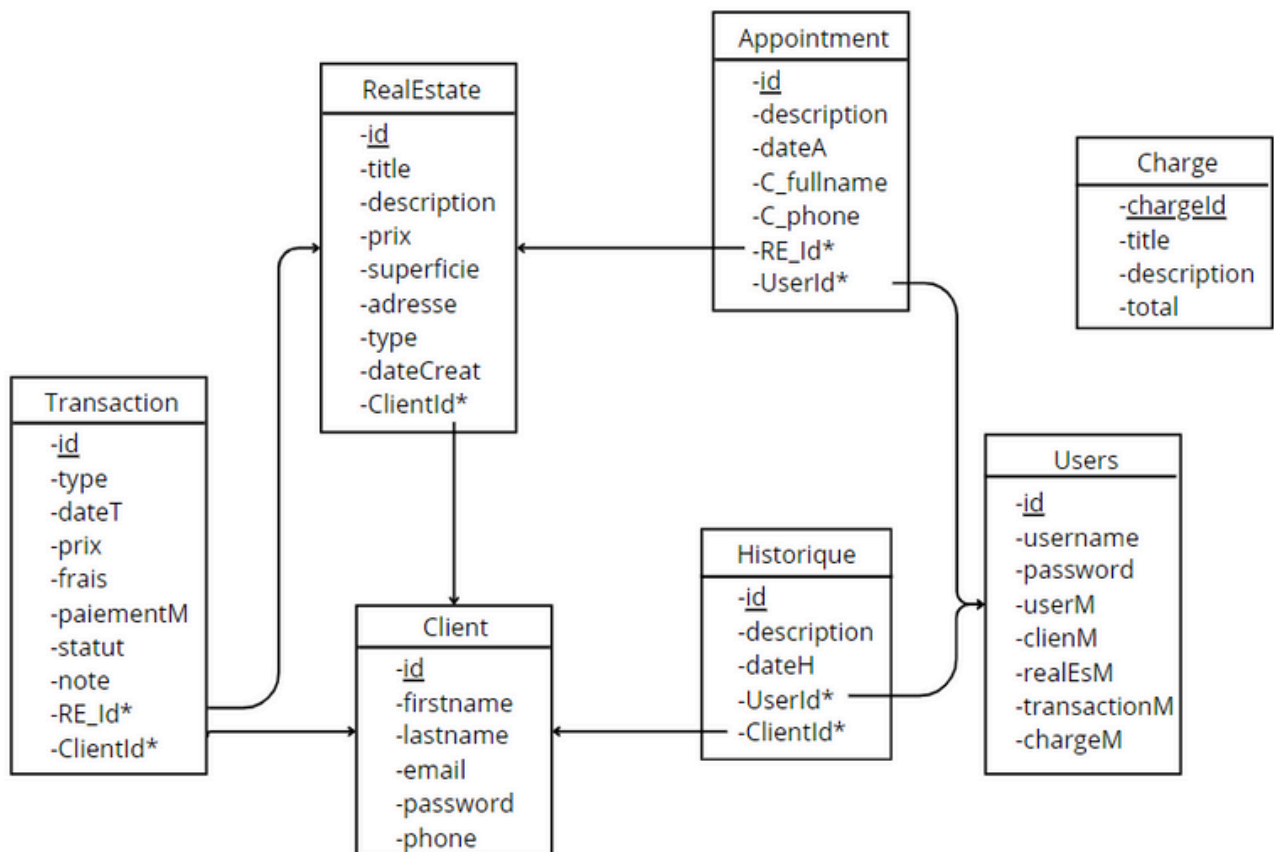 Appointment
-id
-description
-dateA
-C_fullname
-C_phone
-RE_Id*
-UserId*
RealEstate
-id
-title
-description
-prix
-superficie
-adresse
-type
-dateCreat
-ClientId*
Charge
-chargeId
-title
-description
-total
Transaction
-id
-type
-dateT
-prix
-frais
-paiementM
-statut
-note
-RE_Id*
-ClientId*
Client
-id
-firstname
-lastname
-email
-password
-phone
Historique
-id
-description
-dateH
-UserId*
-ClientId*
Users
-id
-username
-password
-userM
-clienM
-realEsM
-transactionM
-chargeM